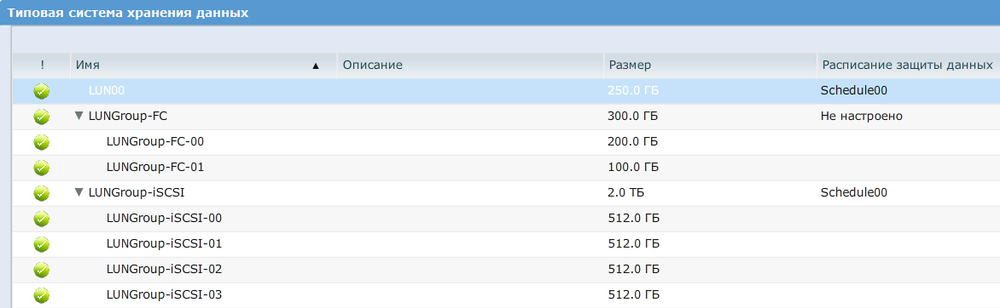 Типовая система хранения данных
! Имя ▲ Описание Размер Расписание защиты данных
LUN00 250.0 ГБ Schedule00
▼ LUNGroup-FC 300.0 ГБ Не настроено
LUNGroup-FC-00 200.0 ГБ
LUNGroup-FC-01 100.0 ГБ
▼ LUNGroup-iSCSI 2.0 ТБ Schedule00
LUNGroup-iSCSI-00 512.0 ГБ
LUNGroup-iSCSI-01 512.0 ГБ
LUNGroup-iSCSI-02 512.0 ГБ
LUNGroup-iSCSI-03 512.0 ГБ